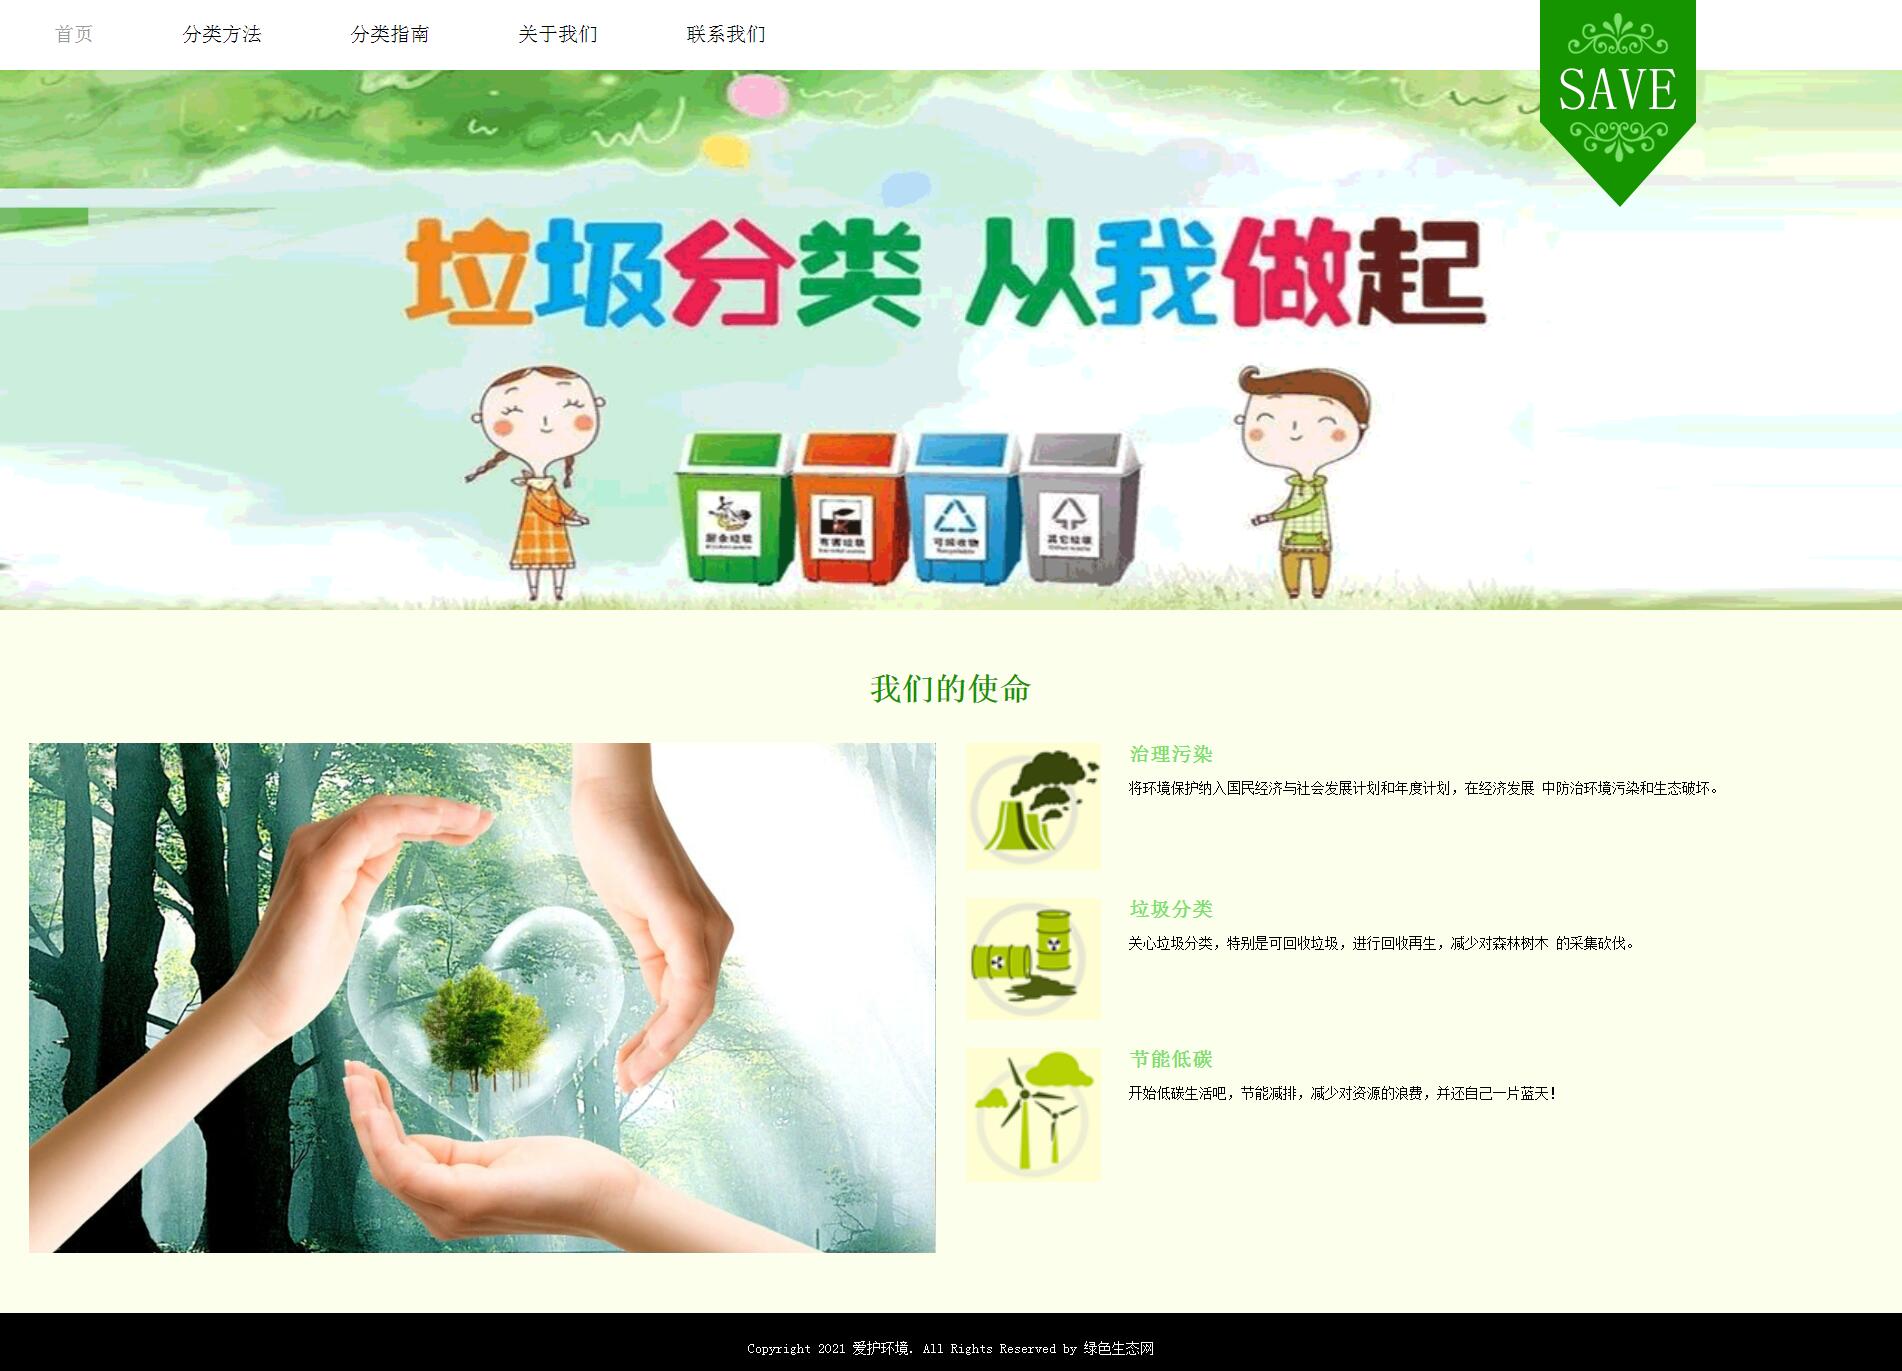 首页 分类方法 分类指南 关于我们 联系我们
SAVE
垃圾分类 从我做起
厨余垃圾 有害垃圾 可回收物 其它垃圾
我们的使命
治理污染
将环境保护纳入国民经济与社会发展计划和年度计划，在经济发展 中防治环境污染和生态破坏。
垃圾分类
关心垃圾分类，特别是可回收垃圾，进行回收再生，减少对森林树木 的采集砍伐。
节能低碳
开始低碳生活吧，节能减排，减少对资源的浪费，并还自己一片蓝天！
Copyright 2021 爱护环境. All Rights Reserved by 绿色生态网